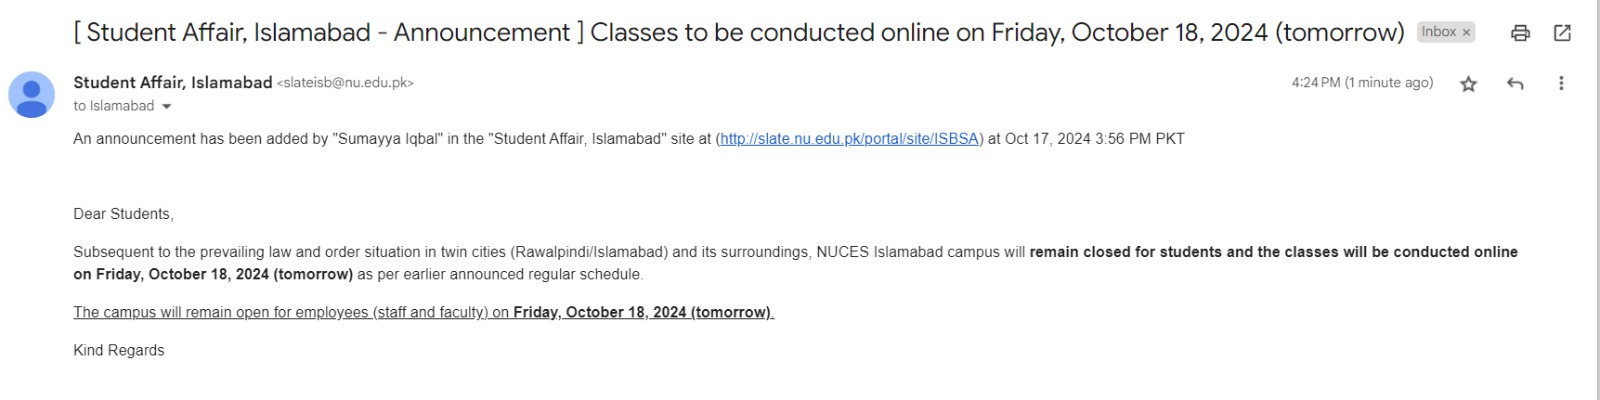 [ Student Affair, Islamabad - Announcement ] Classes to be conducted online on Friday, October 18, 2024 (tomorrow) Inbox ×
Student Affair, Islamabad <slateisb@nu.edu.pk> 4:24 PM (1 minute ago)
to Islamabad
An announcement has been added by "Sumayya Iqbal" in the "Student Affair, Islamabad" site at (http://slate.nu.edu.pk/portal/site/ISBSA) at Oct 17, 2024 3:56 PM PKT
Dear Students,
Subsequent to the prevailing law and order situation in twin cities (Rawalpindi/Islamabad) and its surroundings, NUCES Islamabad campus will remain closed for students and the classes will be conducted online
on Friday, October 18, 2024 (tomorrow) as per earlier announced regular schedule.
The campus will remain open for employees (staff and faculty) on Friday, October 18, 2024 (tomorrow).
Kind Regards